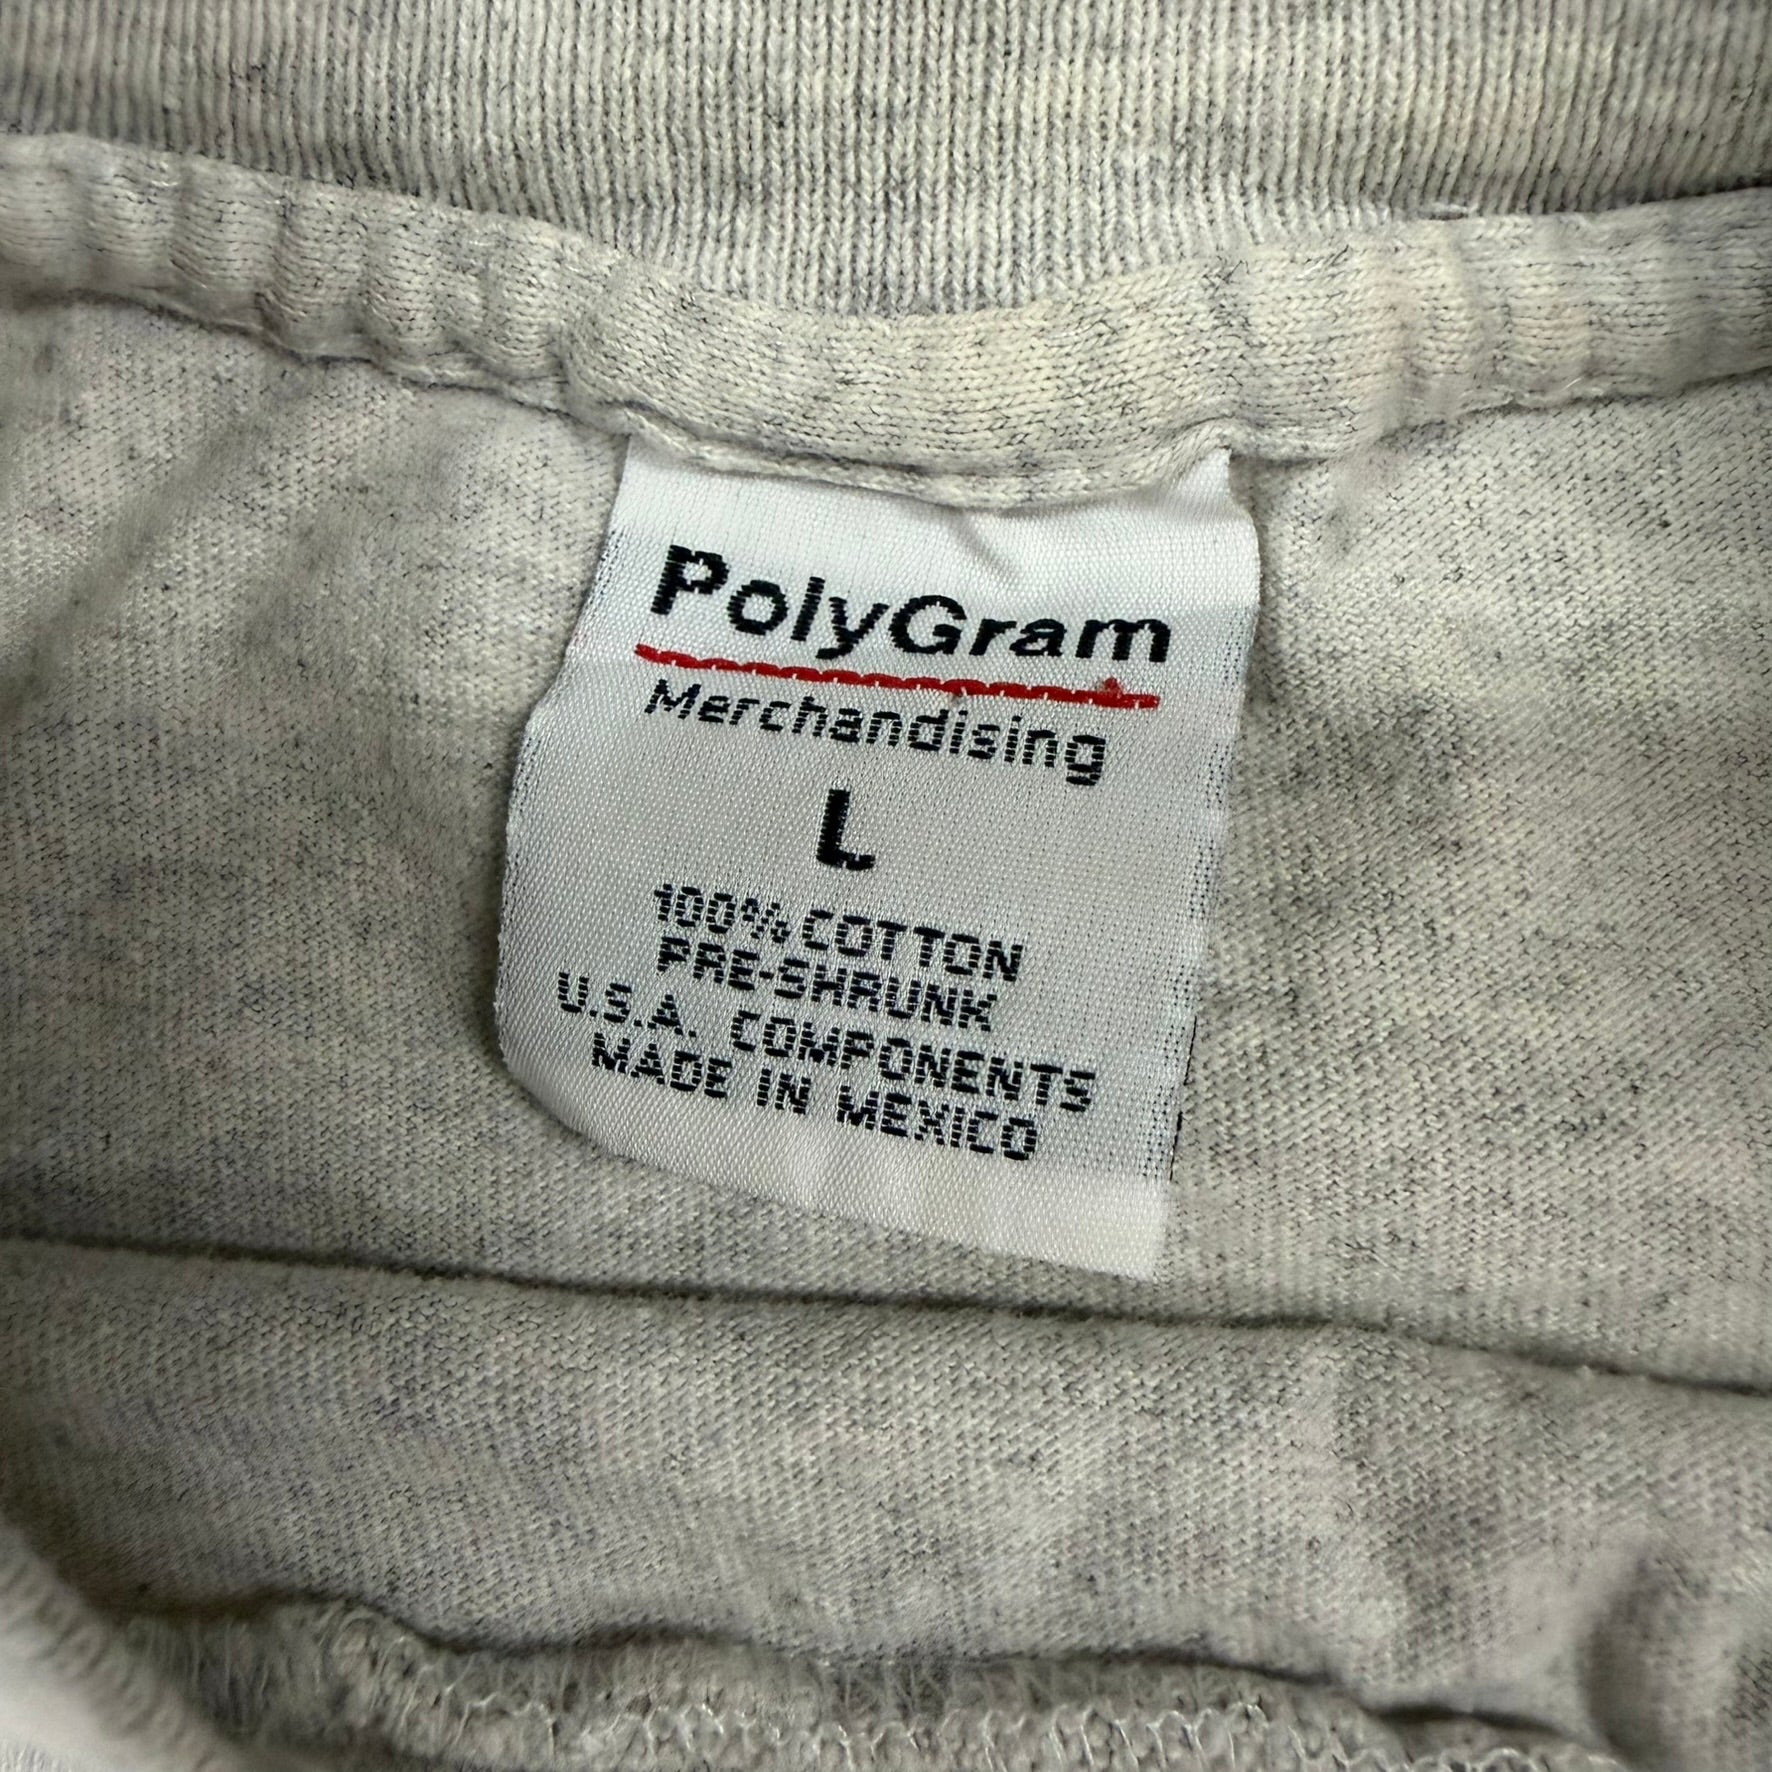 PolyGram
Merchandising
L
100% COTTON
PRE-SHRUNK
U.S.A. COMPONENTS
MADE IN MEXICO